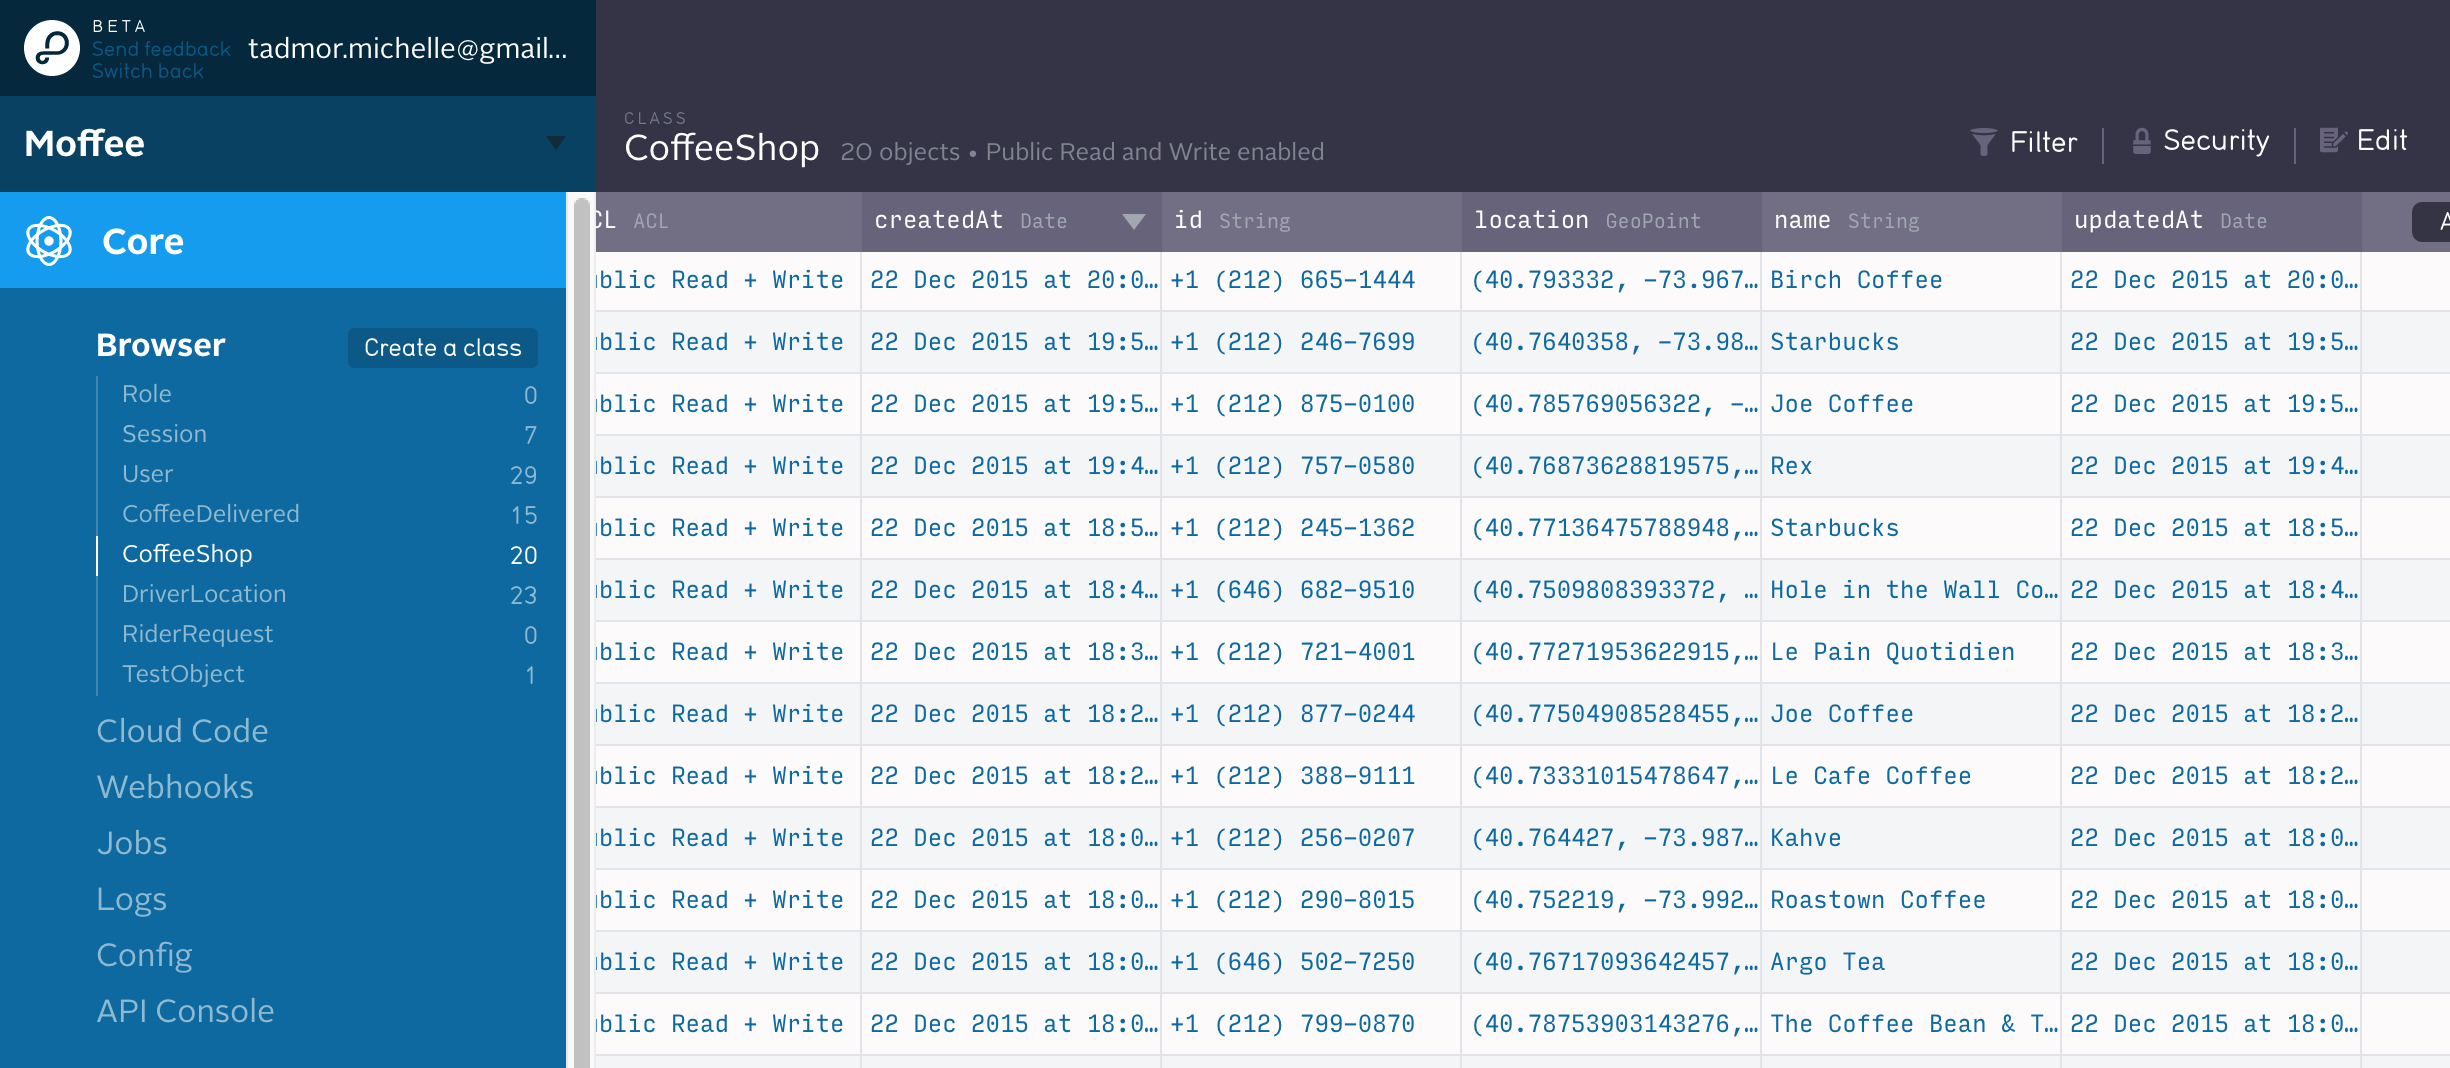 BETA
Send feedback
Switch back
tadmor.michelle@gmail...
Moffee
CLASS
CoffeeShop 20 objects • Public Read and Write enabled
Filter
Security
Edit
Core
Browser
Create a class
Role 0
Session 7
User 29
CoffeeDelivered 15
CoffeeShop 20
DriverLocation 23
RiderRequest 0
TestObject 1
Cloud Code
Webhooks
Jobs
Logs
Config
API Console
CL ACL createdAt Date id String location GeoPoint name String updatedAt Date A
ublic Read + Write 22 Dec 2015 at 20:0… +1 (212) 665-1444 (40.793332, -73.967… Birch Coffee 22 Dec 2015 at 20:0…
ublic Read + Write 22 Dec 2015 at 19:5… +1 (212) 246-7699 (40.7640358, -73.98… Starbucks 22 Dec 2015 at 19:5…
ublic Read + Write 22 Dec 2015 at 19:5… +1 (212) 875-0100 (40.785769056322, -… Joe Coffee 22 Dec 2015 at 19:5…
ublic Read + Write 22 Dec 2015 at 19:4… +1 (212) 757-0580 (40.76873628819575,… Rex 22 Dec 2015 at 19:4…
ublic Read + Write 22 Dec 2015 at 18:5… +1 (212) 245-1362 (40.77136475788948,… Starbucks 22 Dec 2015 at 18:5…
ublic Read + Write 22 Dec 2015 at 18:4… +1 (646) 682-9510 (40.7509808393372, … Hole in the Wall Co… 22 Dec 2015 at 18:4…
ublic Read + Write 22 Dec 2015 at 18:3… +1 (212) 721-4001 (40.77271953622915,… Le Pain Quotidien 22 Dec 2015 at 18:3…
ublic Read + Write 22 Dec 2015 at 18:2… +1 (212) 877-0244 (40.77504908528455,… Joe Coffee 22 Dec 2015 at 18:2…
ublic Read + Write 22 Dec 2015 at 18:2… +1 (212) 388-9111 (40.73331015478647,… Le Cafe Coffee 22 Dec 2015 at 18:2…
ublic Read + Write 22 Dec 2015 at 18:0… +1 (212) 256-0207 (40.764427, -73.987… Kahve 22 Dec 2015 at 18:0…
ublic Read + Write 22 Dec 2015 at 18:0… +1 (212) 290-8015 (40.752219, -73.992… Roastown Coffee 22 Dec 2015 at 18:0…
ublic Read + Write 22 Dec 2015 at 18:0… +1 (646) 502-7250 (40.76717093642457,… Argo Tea 22 Dec 2015 at 18:0…
ublic Read + Write 22 Dec 2015 at 18:0… +1 (212) 799-0870 (40.78753903143276,… The Coffee Bean & T… 22 Dec 2015 at 18:0…